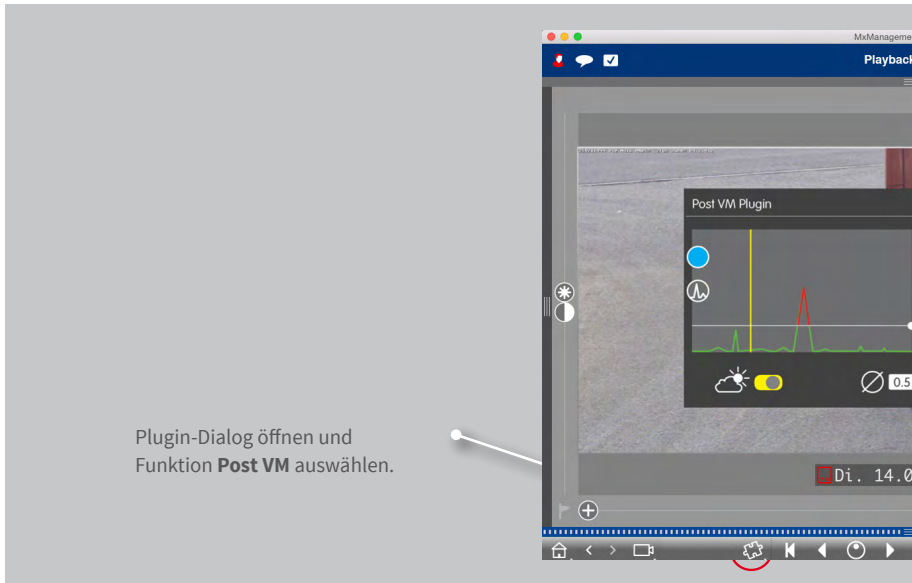 MxManageme
Playback
Post VM Plugin
0.5
Plugin-Dialog öffnen und
Funktion Post VM auswählen.
Di. 14.0